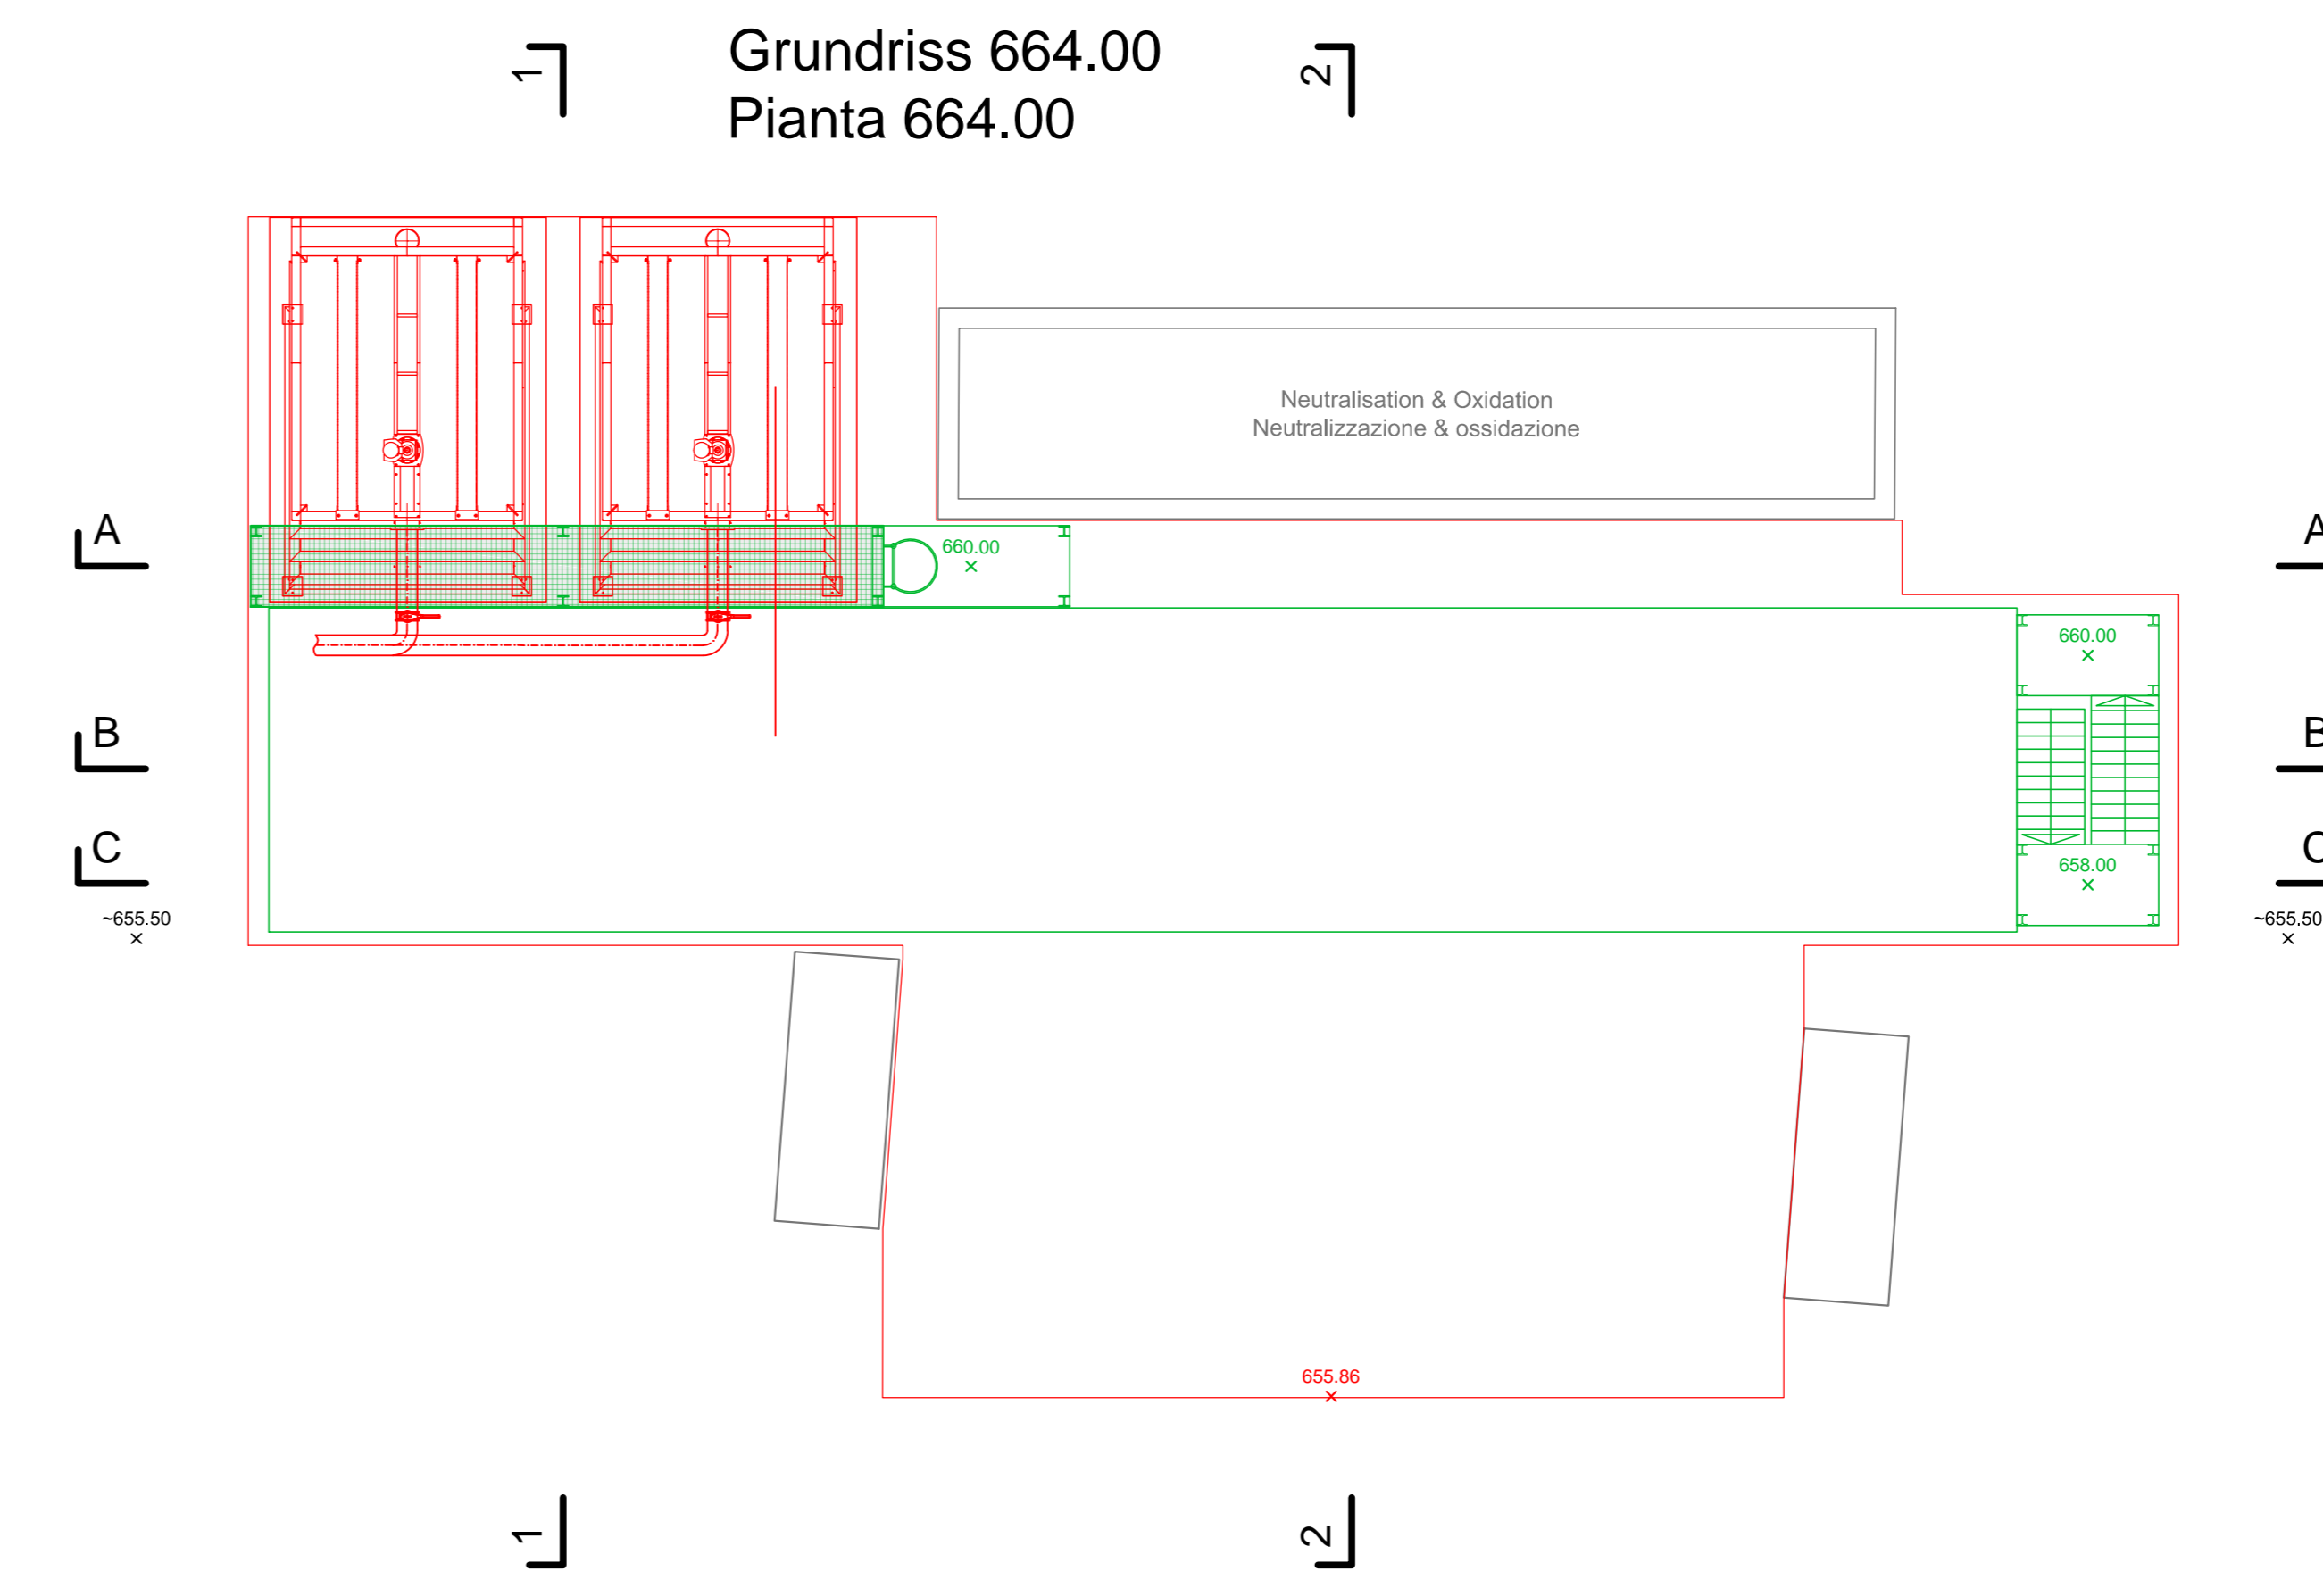 1
Grundriss 664.00
2
Pianta 664.00
Neutralisation & Oxidation
Neutralizzazione & ossidazione
A
660.00
A
660.00
B
B
C
658.00
C
~655.50
~655.50
655.86
1
2